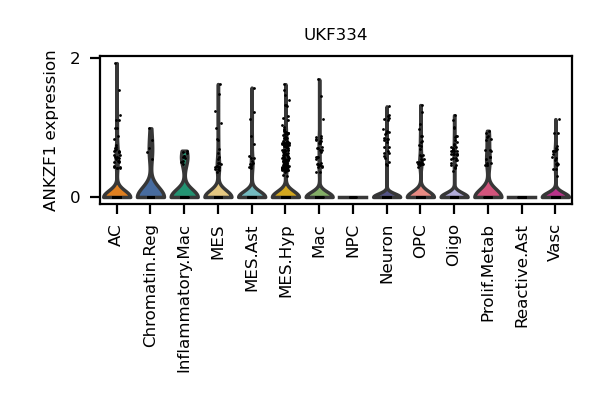 UKF334
ANKZF1 expression
2
0
AC
Chromatin.Reg
Inflammatory.Mac
MES
MES.Ast
MES.Hyp
Mac
NPC
Neuron
OPC
Oligo
Prolif.Metab
Reactive.Ast
Vasc